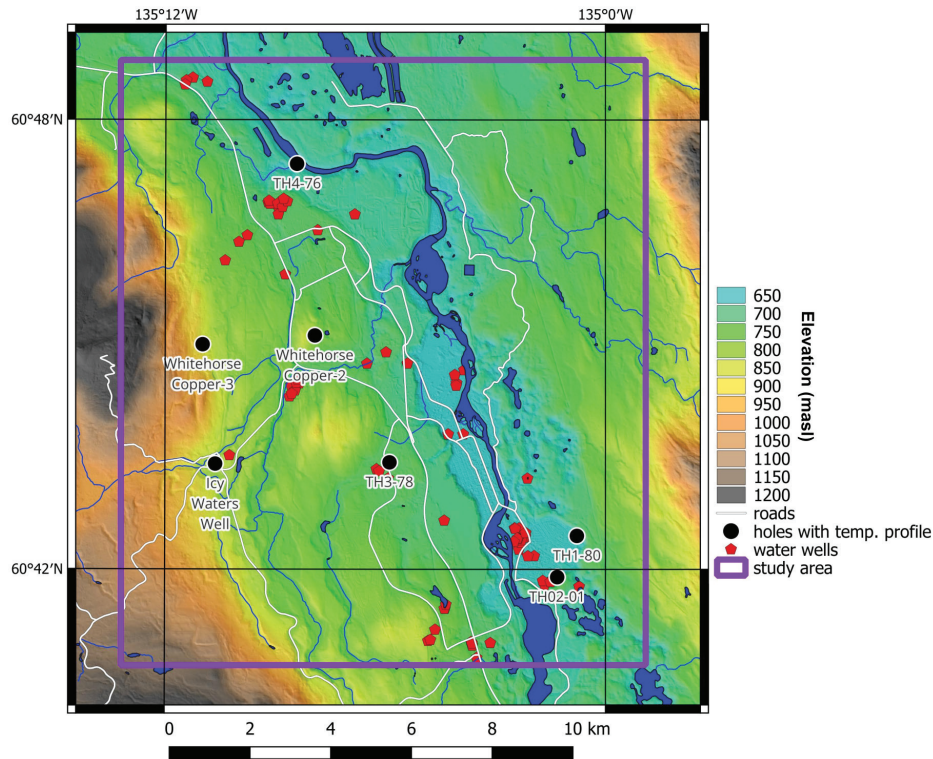 135°12'W
135°0'W
60°48'N
TH4-76
Whitehorse
Copper-3
Whitehorse
Copper-2
Icy
Waters
Well
TH3-78
TH1-80
60°42'N
TH02-01
650
700
750
800
850
900
950
1000
1050
1100
1150
1200
Elevation (masl)
roads
holes with temp. profile
water wells
study area
0 2 4 6 8 10 km